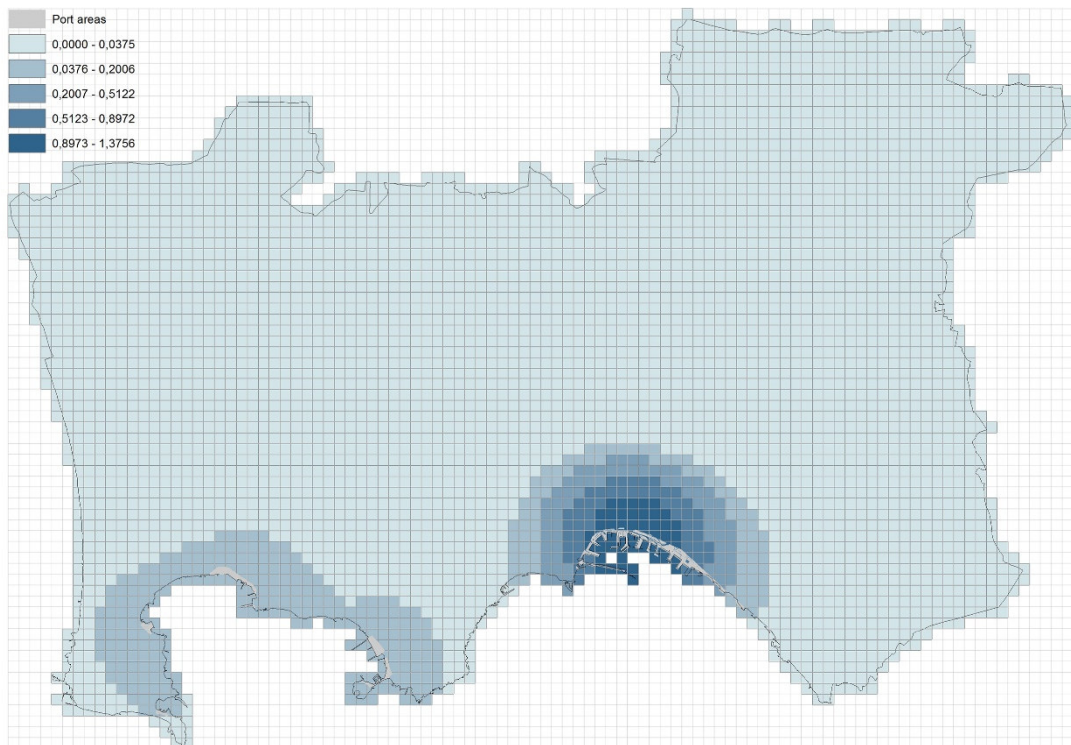 Port areas
0,0000 - 0,0375
0,0376 - 0,2006
0,2007 - 0,5122
0,5123 - 0,8972
0,8973 - 1,3756